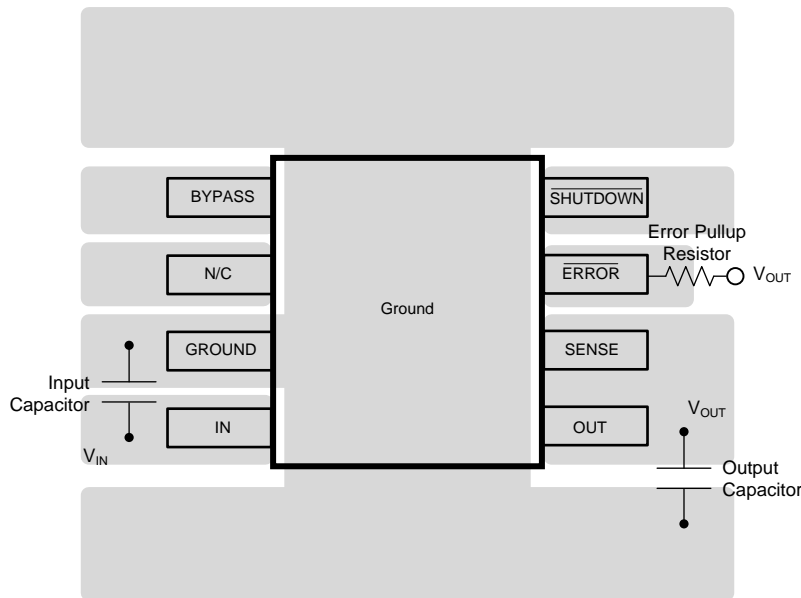 BYPASS
SHUTDOWN
Error Pullup
Resistor
N/C
ERROR
VOUT
Ground
GROUND
SENSE
Input
Capacitor
IN
OUT
VOUT
VIN
Output
Capacitor